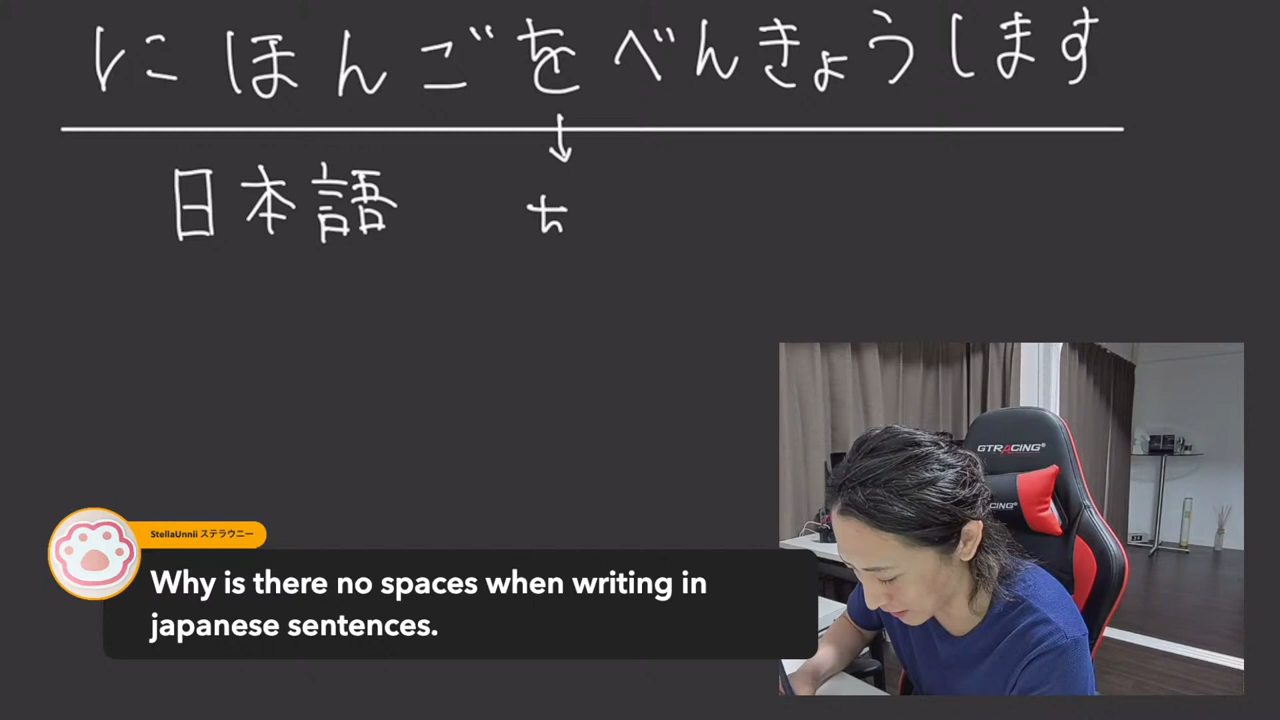 にほんごをべんきょうします
↓
日本語
StellaUnnii ステラウニー
Why is there no spaces when writing in
japanese sentences.
GTRACING®
CING®